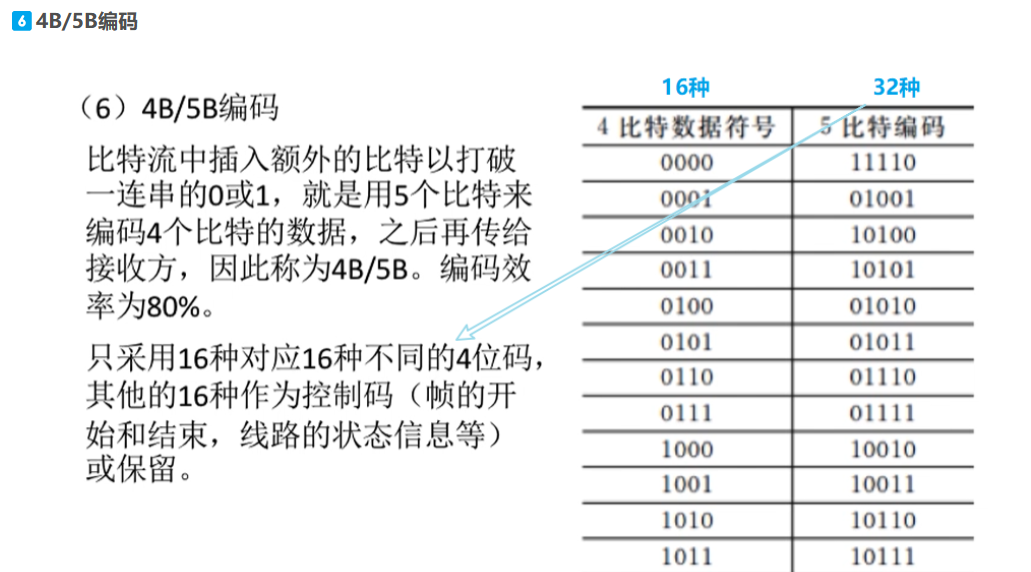 6 4B/5B编码
（6）4B/5B编码
比特流中插入额外的比特以打破
一连串的0或1，就是用5个比特来
编码4个比特的数据，之后再传给
接收方，因此称为4B/5B。编码效
率为80%。
只采用16种对应16种不同的4位码，
其他的16种作为控制码（帧的开
始和结束，线路的状态信息等）
或保留。
16种 32种
4 比特数据符号 5 比特编码
0000 11110
0001 01001
0010 10100
0011 10101
0100 01010
0101 01011
0110 01110
0111 01111
1000 10010
1001 10011
1010 10110
1011 10111